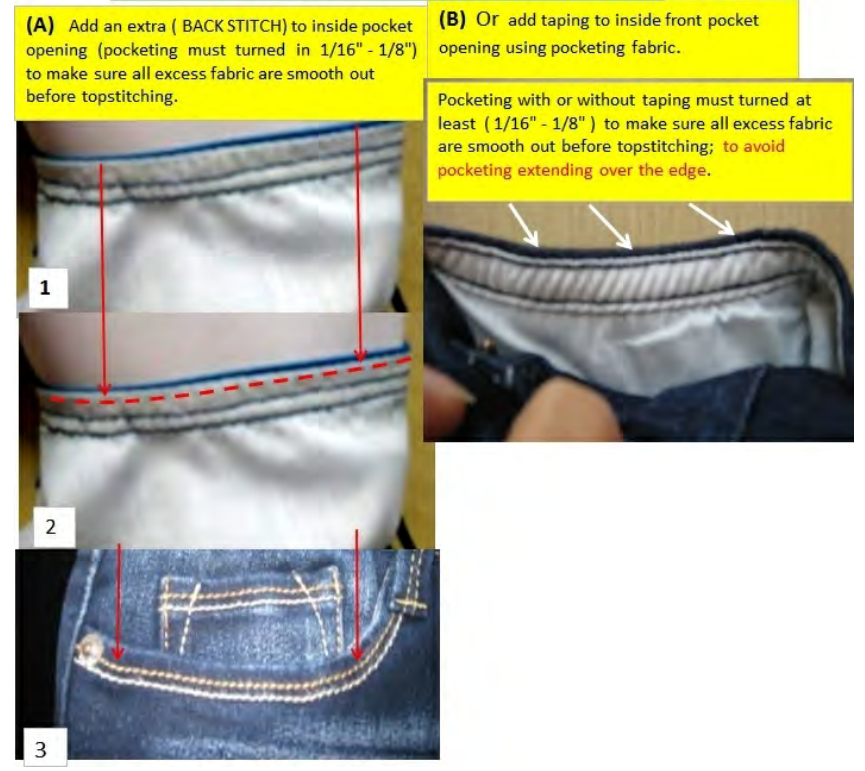 (A) Add an extra ( BACK STITCH) to inside pocket
opening (pocketing must turned in 1/16" - 1/8")
to make sure all excess fabric are smooth out
before topstitching.
(B) Or add taping to inside front pocket
opening using pocketing fabric.
Pocketing with or without taping must turned at
least ( 1/16" - 1/8" ) to make sure all excess fabric
are smooth out before topstitching; to avoid
pocketing extending over the edge.
1
2
3